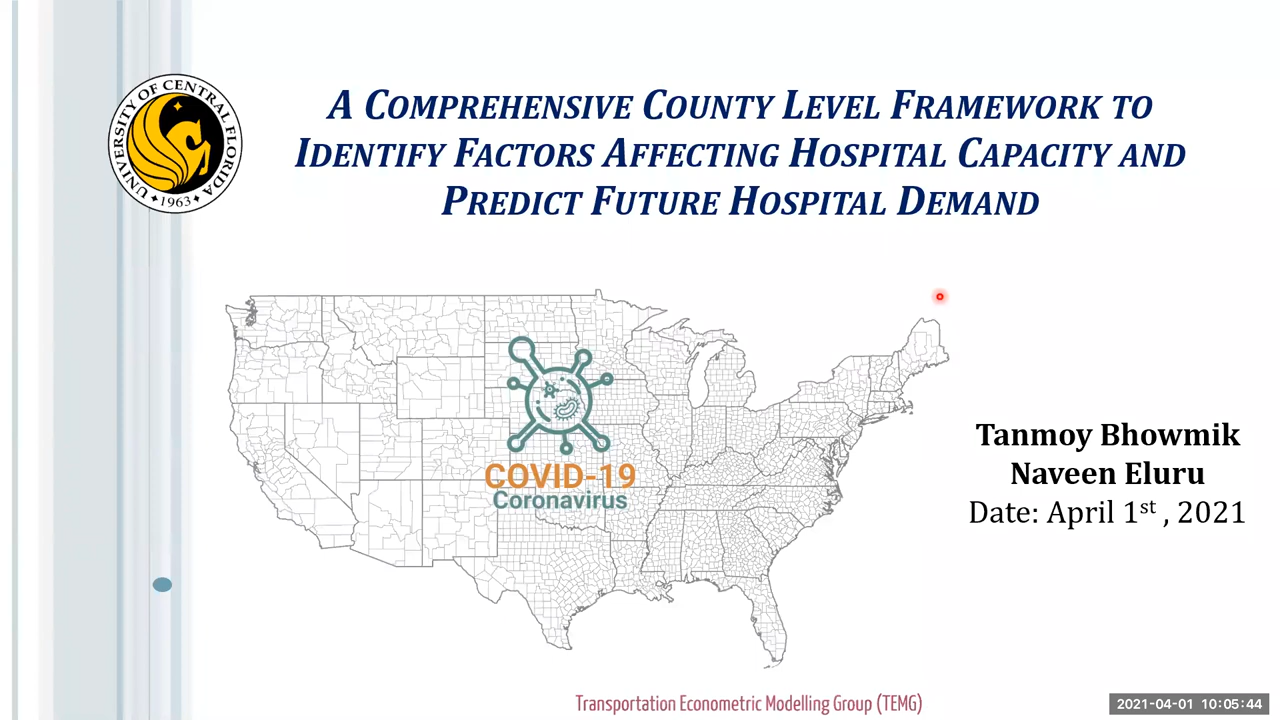 A COMPREHENSIVE COUNTY LEVEL FRAMEWORK TO
IDENTIFY FACTORS AFFECTING HOSPITAL CAPACITY AND
PREDICT FUTURE HOSPITAL DEMAND
UNIVERSITY OF CENTRAL FLORIDA
1963
COVID-19
Coronavirus
Tanmoy Bhowmik
Naveen Eluru
Date: April 1st , 2021
Transportation Econometric Modelling Group (TEMG)
2021-04-01 10:05:44